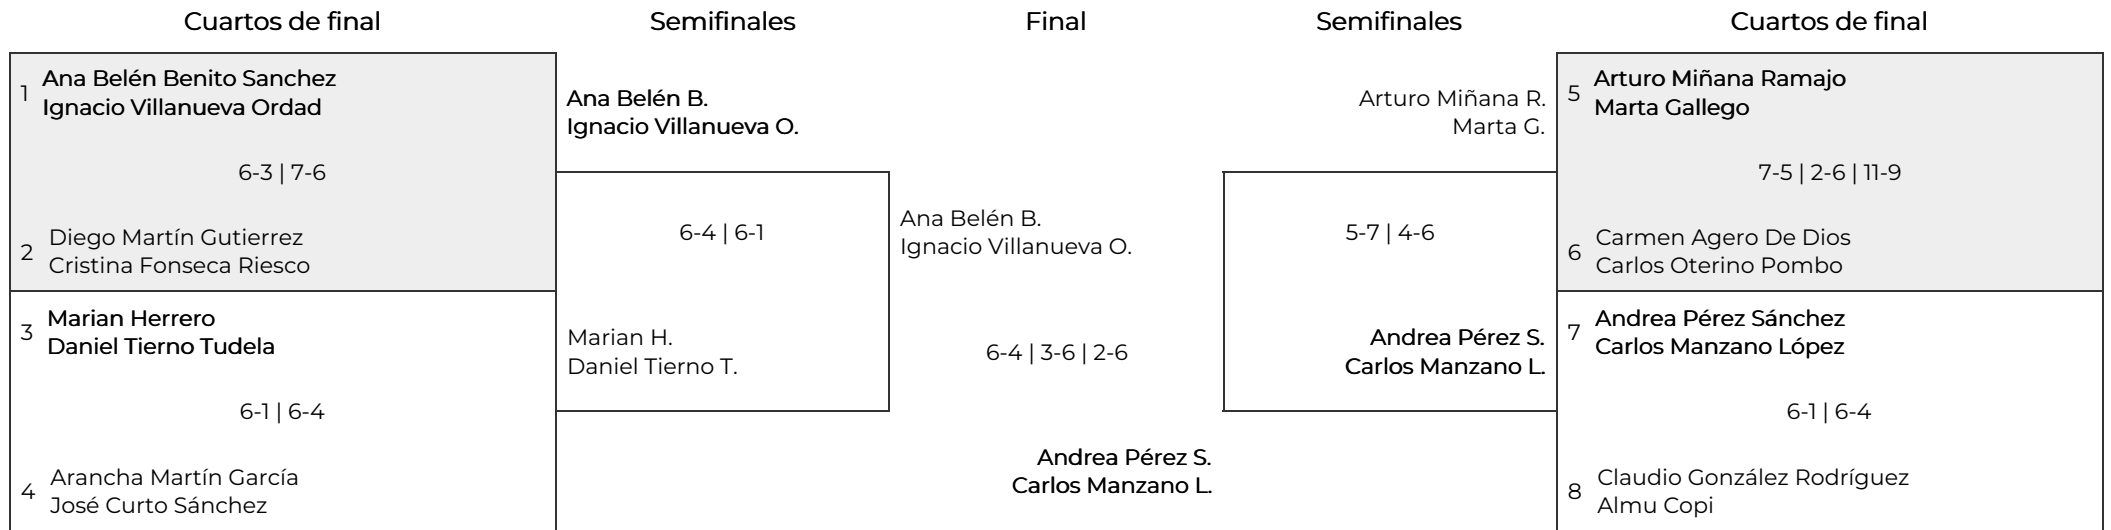 Cuartos de final
Semifinales
Final
Semifinales
Cuartos de final
1
Ana Belén Benito Sanchez
Ignacio Villanueva Ordad
6-3 | 7-6
2
Diego Martín Gutierrez
Cristina Fonseca Riesco
3
Marian Herrero
Daniel Tierno Tudela
6-1 | 6-4
4
Arancha Martín García
José Curto Sánchez
Ana Belén B.
Ignacio Villanueva O.
6-4 | 6-1
Marian H.
Daniel Tierno T.
Ana Belén B.
Ignacio Villanueva O.
6-4 | 3-6 | 2-6
Andrea Pérez S.
Carlos Manzano L.
Arturo Miñana R.
Marta G.
5-7 | 4-6
Andrea Pérez S.
Carlos Manzano L.
5
Arturo Miñana Ramajo
Marta Gallego
7-5 | 2-6 | 11-9
6
Carmen Agero De Dios
Carlos Oterino Pombo
7
Andrea Pérez Sánchez
Carlos Manzano López
6-1 | 6-4
8
Claudio González Rodríguez
Almu Copi